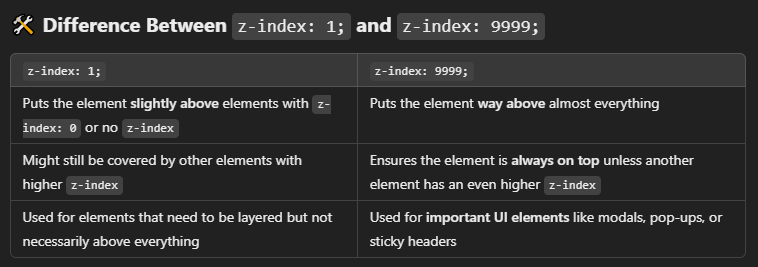 🛠 Difference Between z-index: 1; and z-index: 9999;
z-index: 1;
z-index: 9999;
Puts the element slightly above elements with z-
index: 0 or no z-index
Puts the element way above almost everything
Might still be covered by other elements with
higher z-index
Ensures the element is always on top unless another
element has an even higher z-index
Used for elements that need to be layered but not
necessarily above everything
Used for important UI elements like modals, pop-ups, or
sticky headers